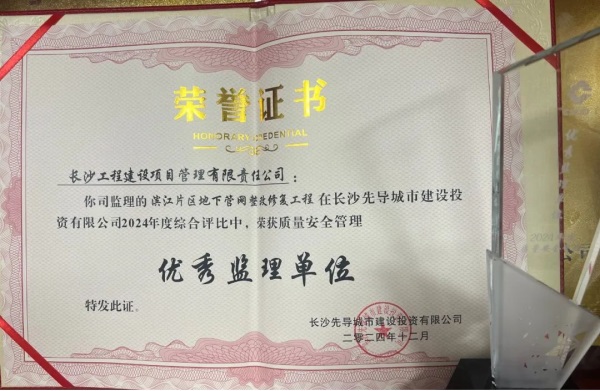 荣誉证书
HONORARY CREDENTIAL
长沙工程建设项目管理有限责任公司：
你司监理的滨江片区地下管网整改修复工程在长沙先导城市建设投
资有限公司2024年度综合评比中，荣获质量安全管理
优秀监理单位
特发此证。
长沙先导城市建设投资有限公司
二零二四年十二月
公司